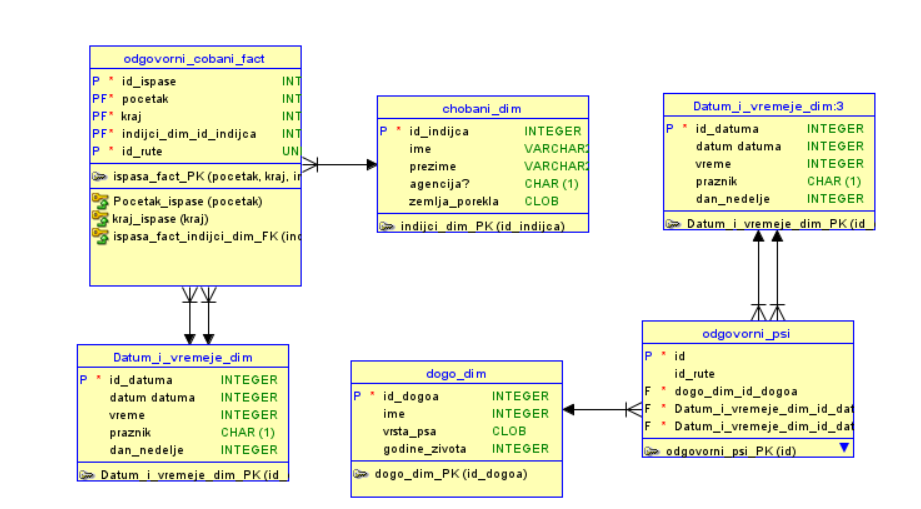 odgovorni_cobani_fact
P * id_ispase INT
PF* pocetak INT
PF* kraj INT
PF* indijci_dim_id_indijca INT
P * id_rute UN
ispasa_fact_PK (pocetak, kraj, ir
Pocetak_ispase (pocetak)
kraj_ispase (kraj)
ispasa_fact_indijci_dim_FK (ind
chobani_dim
P * id_indijca INTEGER
ime VARCHAR2
prezime VARCHAR2
agencija? CHAR (1)
zemlja_porekla CLOB
indijci_dim_PK (id_indijca)
Datum_i_vremeje_dim:3
P * id_datuma INTEGER
datum datuma INTEGER
vreme INTEGER
praznik CHAR (1)
dan_nedelje INTEGER
Datum_i_vremeje_dim_PK (id_
Datum_i_vremeje_dim
P * id_datuma INTEGER
datum datuma INTEGER
vreme INTEGER
praznik CHAR (1)
dan_nedelje INTEGER
Datum_i_vremeje_dim_PK (id_
dogo_dim
P * id_dogoa INTEGER
ime INTEGER
vrsta_psa CLOB
godine_zivota INTEGER
dogo_dim_PK (id_dogoa)
odgovorni_psi
P * id
id_rute
F * dogo_dim_id_dogoa
F * Datum_i_vremeje_dim_id_dat
F * Datum_i_vremeje_dim_id_dat
odgovorni_psi_PK (id)